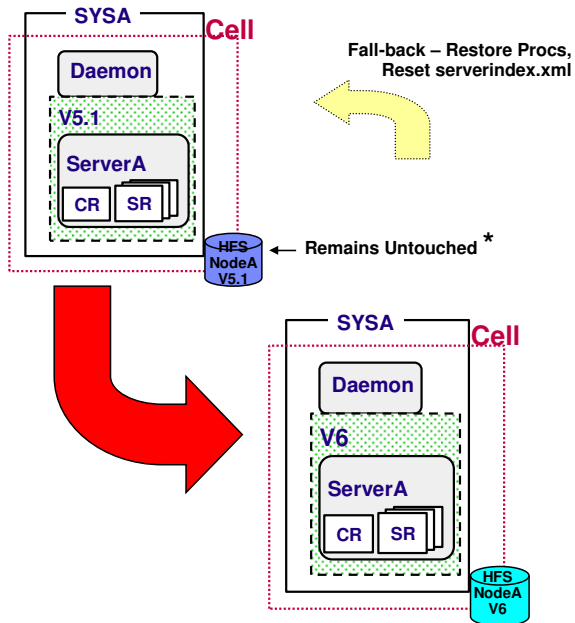 SYSA
Cell
Fall-back – Restore Procs,
Reset serverindex.xml
Daemon
V5.1
ServerA
CR
SR
HFS
NodeA
V5.1
Remains Untouched *
SYSA
Cell
Daemon
V6
ServerA
CR
SR
HFS
NodeA
V6